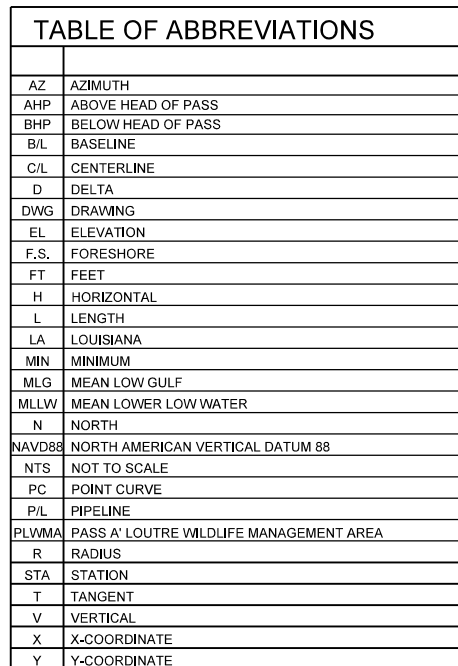 TABLE OF ABBREVIATIONS
AZ AZIMUTH
AHP ABOVE HEAD OF PASS
BHP BELOW HEAD OF PASS
B/L BASELINE
C/L CENTERLINE
D DELTA
DWG DRAWING
EL ELEVATION
F.S. FORESHORE
FT FEET
H HORIZONTAL
L LENGTH
LA LOUISIANA
MIN MINIMUM
MLG MEAN LOW GULF
MLLW MEAN LOWER LOW WATER
N NORTH
NAVD88 NORTH AMERICAN VERTICAL DATUM 88
NTS NOT TO SCALE
PC POINT CURVE
P/L PIPELINE
PLWMA PASS A' LOUTRE WILDLIFE MANAGEMENT AREA
R RADIUS
STA STATION
T TANGENT
V VERTICAL
X X-COORDINATE
Y Y-COORDINATE